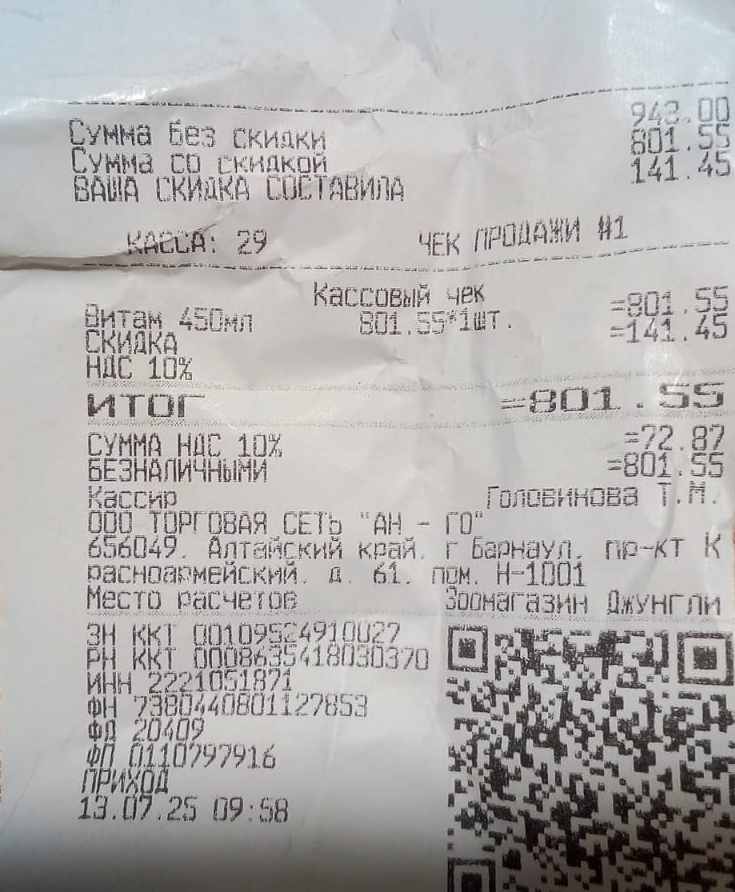 Сумма без скидки 943.00
Сумма со скидкой 801.55
ВАША СКИДКА СОСТАВИЛА 141.45
КАССА: 29 ЧЕК ПРОДАЖИ #1
Кассовый чек
Витам 450мл 801.55*1шт. =801.55
СКИДКА =141.45
НДС 10%
ИТОГ =801.55
СУММА НДС 10% =72.87
БЕЗНАЛИЧНЫМИ =801.55
Кассир Головинова Т.М.
ООО ТОРГОВАЯ СЕТЬ "АН - ГО"
656049. Алтайский край. г Барнаул. пр-кт К
расноармейский. д. 61. пом. Н-1001
Место расчетов Зоомагазин Джунгли
ЗН ККТ 00109524910027
РН ККТ 0008635418030370
ИНН 2221051871
ФН 7380440801127853
ФД 20409
ФП 0110797916
ПРИХОД
13.07.25 09:58